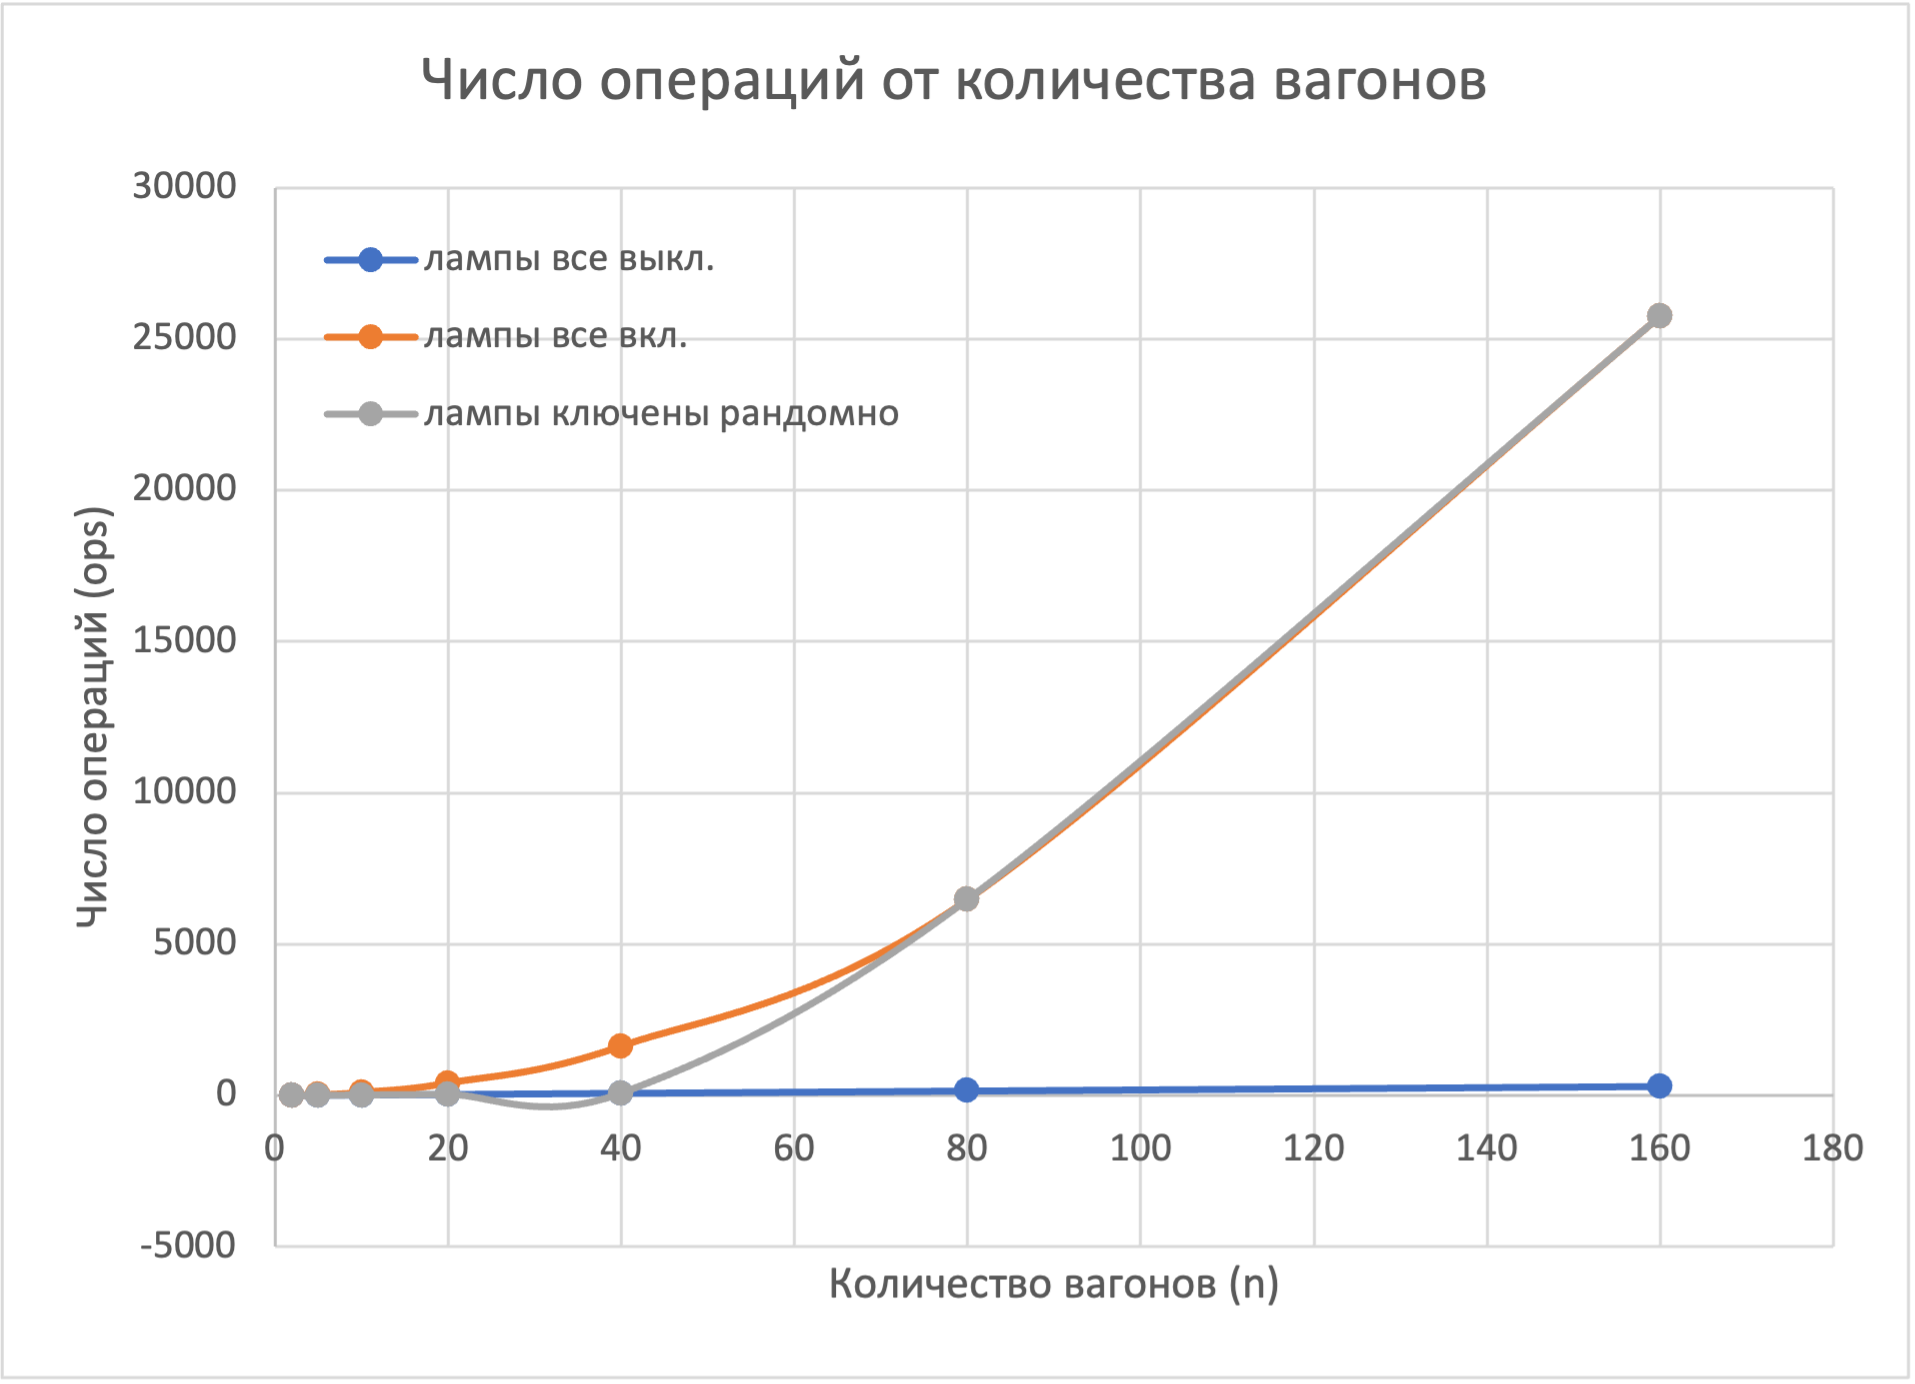 Число операций от количества вагонов
30000
25000
20000
15000
10000
5000
0
-5000
Число операций (ops)
лампы все выкл.
лампы все вкл.
лампы ключены рандомно
0 20 40 60 80 100 120 140 160 180
Количество вагонов (n)